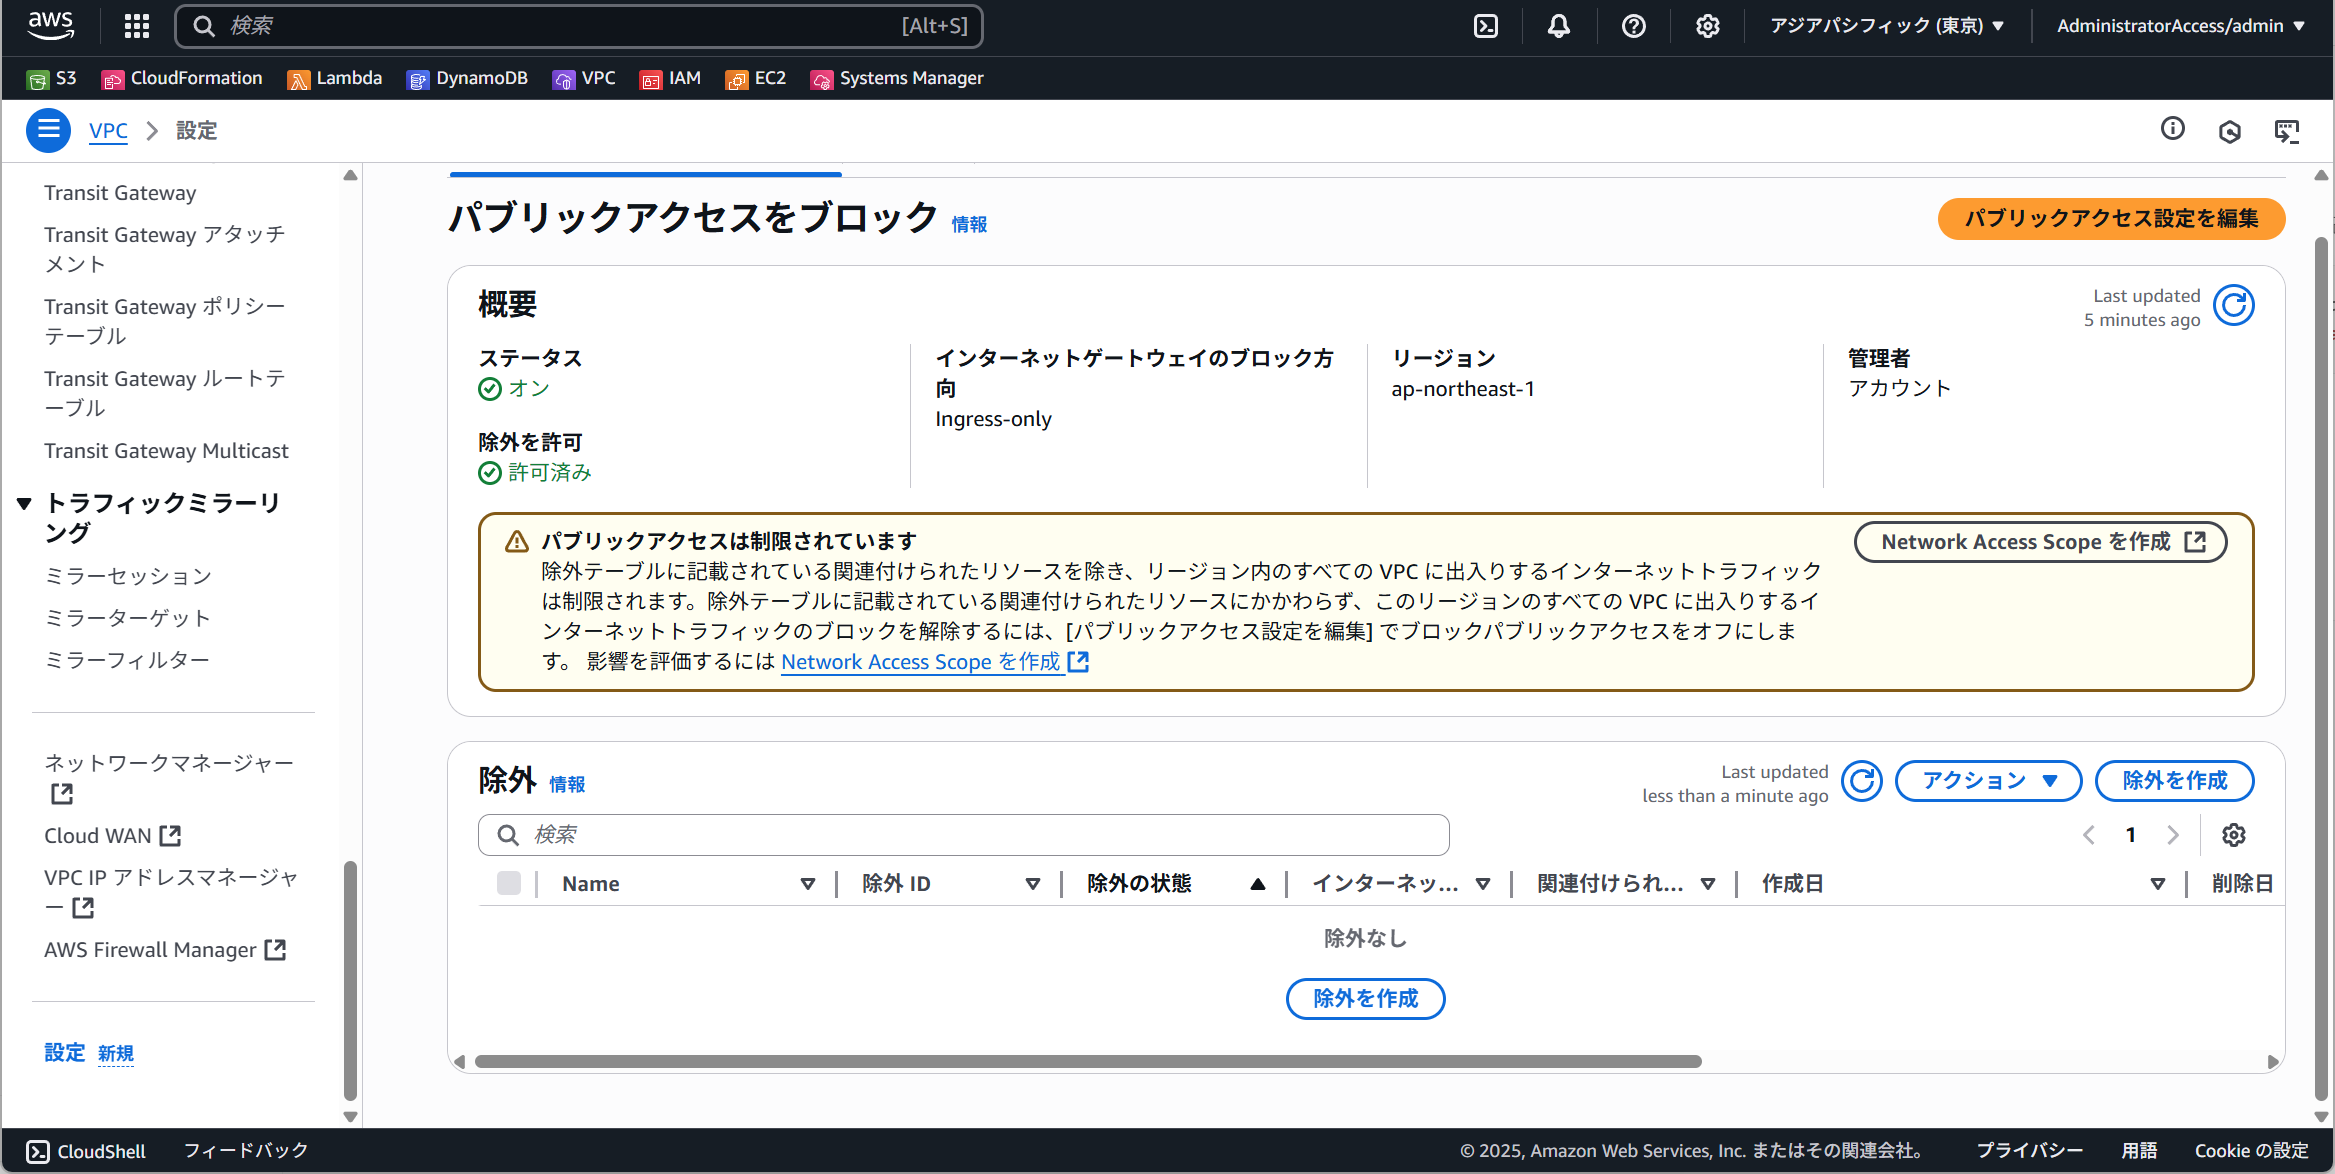 aws
検索
[Alt+S]
アジアパシフィック (東京) ▼
AdministratorAccess/admin ▼
S3
CloudFormation
Lambda
DynamoDB
VPC
IAM
EC2
Systems Manager
VPC
設定
Transit Gateway
Transit Gateway アタッチ
メント
Transit Gateway ポリシー
テーブル
Transit Gateway ルートテ
ーブル
Transit Gateway Multicast
▼ トラフィックミラーリ
ング
ミラーセッション
ミラーターゲット
ミラーフィルター
ネットワークマネージャー
Cloud WAN
VPC IP アドレスマネージャ
ー
AWS Firewall Manager
設定 新規
パブリックアクセスをブロック 情報
パブリックアクセス設定を編集
概要
Last updated
5 minutes ago
ステータス
オン
除外を許可
許可済み
インターネットゲートウェイのブロック方
向
Ingress-only
リージョン
ap-northeast-1
管理者
アカウント
パブリックアクセスは制限されています
Network Access Scope を作成
除外テーブルに記載されている関連付けられたリソースを除き、リージョン内のすべての VPC に出入りするインターネットトラフィック
は制限されます。除外テーブルに記載されている関連付けられたリソースにかかわらず、このリージョンのすべての VPC に出入りするイ
ンターネットトラフィックのブロックを解除するには、[パブリックアクセス設定を編集] でブロックパブリックアクセスをオフにしま
す。 影響を評価するには Network Access Scope を作成
除外 情報
Last updated
less than a minute ago
アクション ▼
除外を作成
検索
1
Name
除外 ID
除外の状態
インターネッ...
関連付けられ...
作成日
削除日
除外なし
除外を作成
CloudShell
フィードバック
© 2025, Amazon Web Services, Inc. またはその関連会社。
プライバシー
用語
Cookie の設定